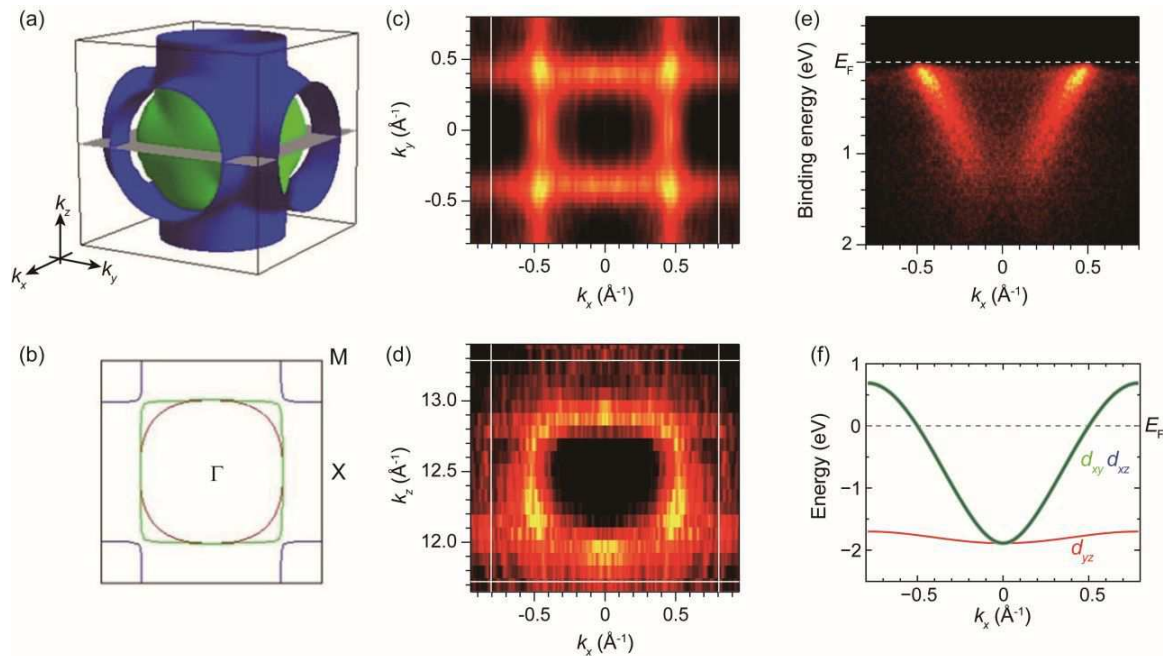 (a)
k_z
k_x
k_y
(b)
M
Γ
X
(c)
k_y (Å⁻¹)
0.5
0
-0.5
-0.5
0
0.5
k_x (Å⁻¹)
(d)
k_z (Å⁻¹)
13.0
12.5
12.0
-0.5
0
0.5
k_x (Å⁻¹)
(e)
Binding energy (eV)
E_F
1
2
-0.5
0
0.5
k_x (Å⁻¹)
(f)
Energy (eV)
1
0
−1
−2
E_F
d_xy d_xz
d_yz
−0.5
0
0.5
k_x (Å⁻¹)